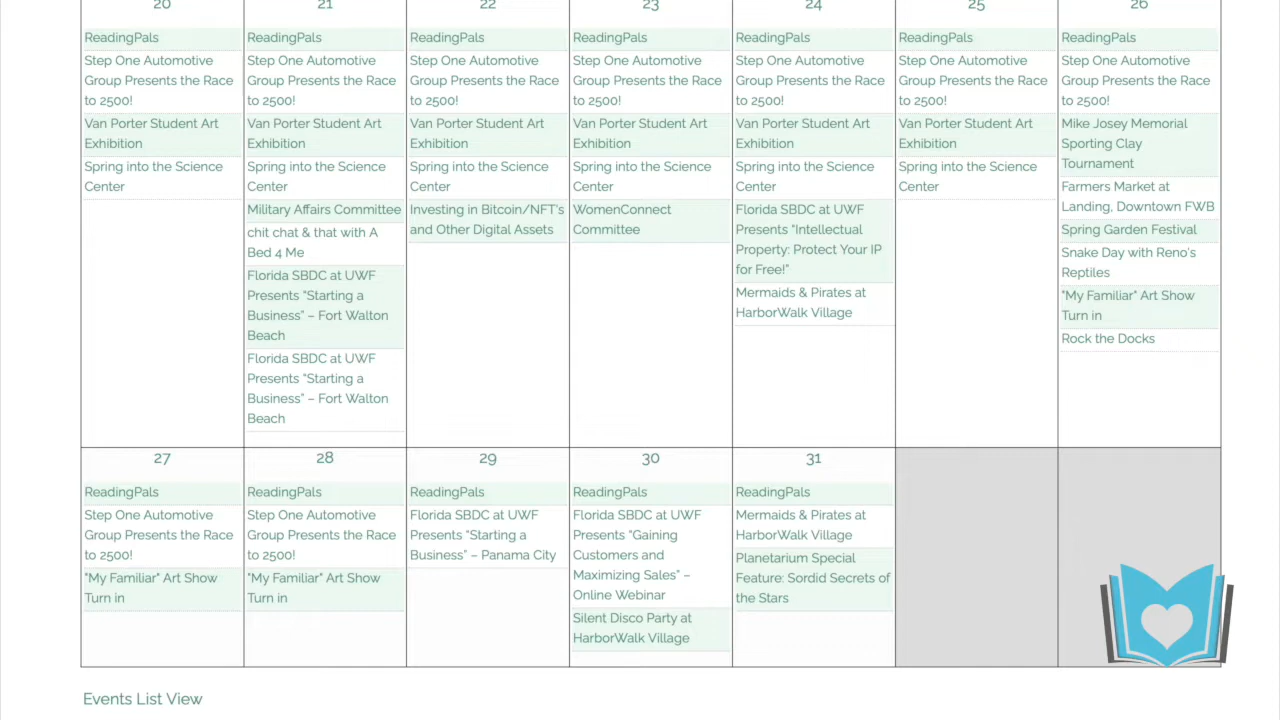 20
ReadingPals
Step One Automotive
Group Presents the Race
to 2500!
Van Porter Student Art
Exhibition
Spring into the Science
Center
21
ReadingPals
Step One Automotive
Group Presents the Race
to 2500!
Van Porter Student Art
Exhibition
Spring into the Science
Center
Military Affairs Committee
chit chat & that with A
Bed 4 Me
Florida SBDC at UWF
Presents "Starting a
Business" – Fort Walton
Beach
Florida SBDC at UWF
Presents "Starting a
Business" – Fort Walton
Beach
22
ReadingPals
Step One Automotive
Group Presents the Race
to 2500!
Van Porter Student Art
Exhibition
Spring into the Science
Center
Investing in Bitcoin/NFT's
and Other Digital Assets
23
ReadingPals
Step One Automotive
Group Presents the Race
to 2500!
Van Porter Student Art
Exhibition
Spring into the Science
Center
WomenConnect
Committee
24
ReadingPals
Step One Automotive
Group Presents the Race
to 2500!
Van Porter Student Art
Exhibition
Spring into the Science
Center
Florida SBDC at UWF
Presents "Intellectual
Property: Protect Your IP
for Free!"
Mermaids & Pirates at
HarborWalk Village
25
ReadingPals
Step One Automotive
Group Presents the Race
to 2500!
Van Porter Student Art
Exhibition
Spring into the Science
Center
26
ReadingPals
Step One Automotive
Group Presents the Race
to 2500!
Mike Josey Memorial
Sporting Clay
Tournament
Farmers Market at
Landing, Downtown FWB
Spring Garden Festival
Snake Day with Reno's
Reptiles
"My Familiar" Art Show
Turn in
Rock the Docks
27
ReadingPals
Step One Automotive
Group Presents the Race
to 2500!
"My Familiar" Art Show
Turn in
28
ReadingPals
Step One Automotive
Group Presents the Race
to 2500!
"My Familiar" Art Show
Turn in
29
ReadingPals
Florida SBDC at UWF
Presents "Starting a
Business" – Panama City
30
ReadingPals
Florida SBDC at UWF
Presents "Gaining
Customers and
Maximizing Sales" –
Online Webinar
Silent Disco Party at
HarborWalk Village
31
ReadingPals
Mermaids & Pirates at
HarborWalk Village
Planetarium Special
Feature: Sordid Secrets of
the Stars
Events List View